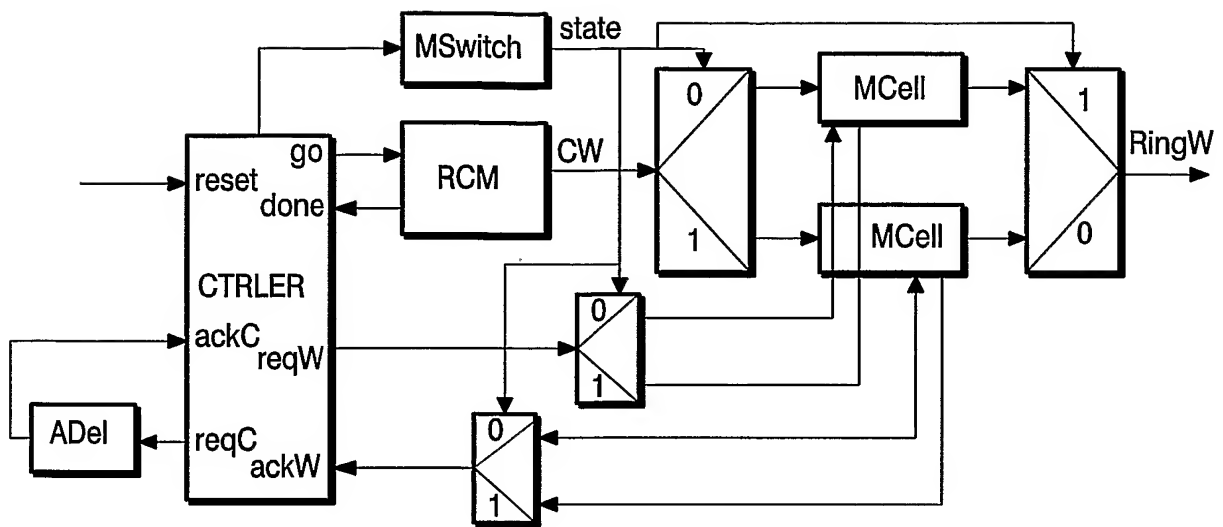 MSwitch
state
0
MCell
1
go
RCM
CW
RingW
reset
done
1
MCell
0
CTRLER
0
ackC
reqW
1
ADel
reqC
0
ackW
1